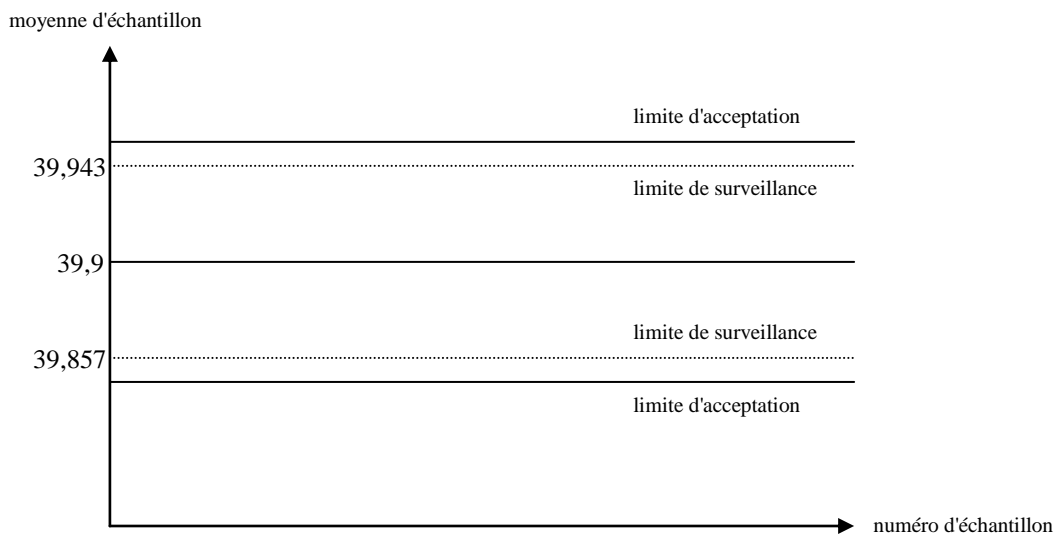 moyenne d'échantillon
limite d'acceptation
39,943
limite de surveillance
39,9
limite de surveillance
39,857
limite d'acceptation
numéro d'échantillon